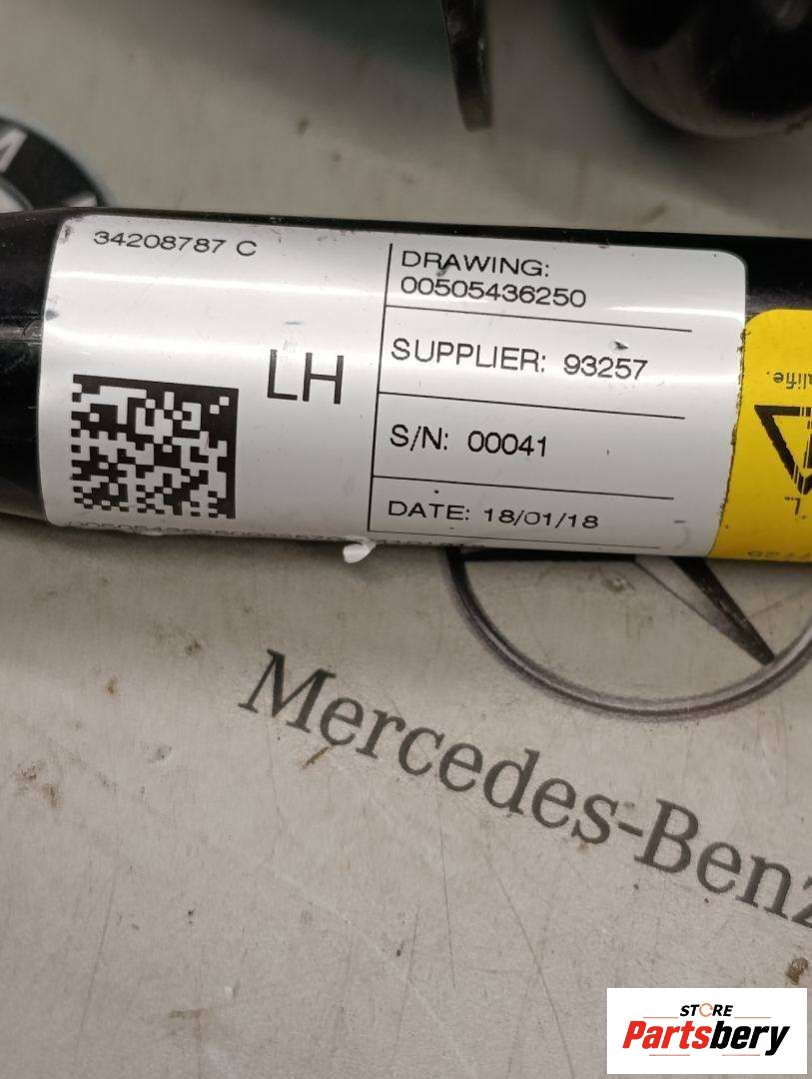 M
34208787 C
LH
DRAWING:
00505436250
SUPPLIER: 93257
S/N: 00041
DATE: 18/01/18
Mercedes-Benz
STORE
Partsbery